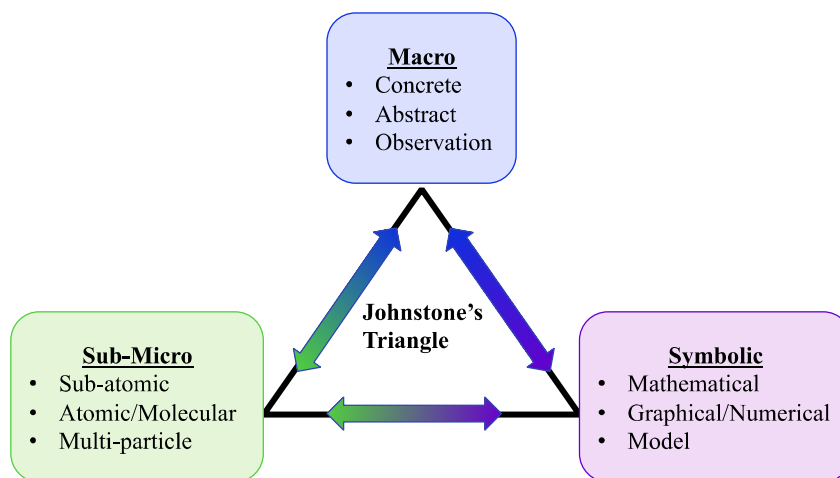 Macro
• Concrete
• Abstract
• Observation
Johnstone’s
Triangle
Sub-Micro
• Sub-atomic
• Atomic/Molecular
• Multi-particle
Symbolic
• Mathematical
• Graphical/Numerical
• Model